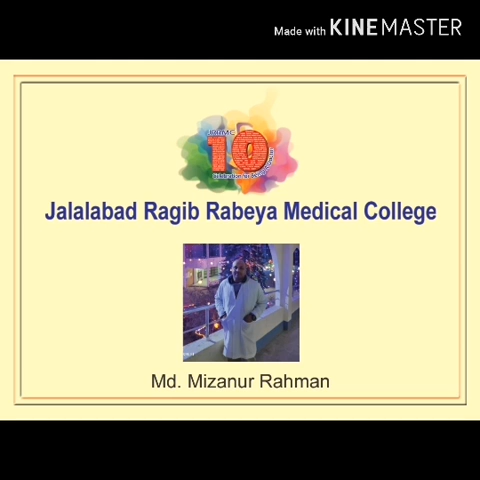 Made with KINEMASTER
JRRMC
10
Jalalabad Ragib Rabeya Medical College
Md. Mizanur Rahman